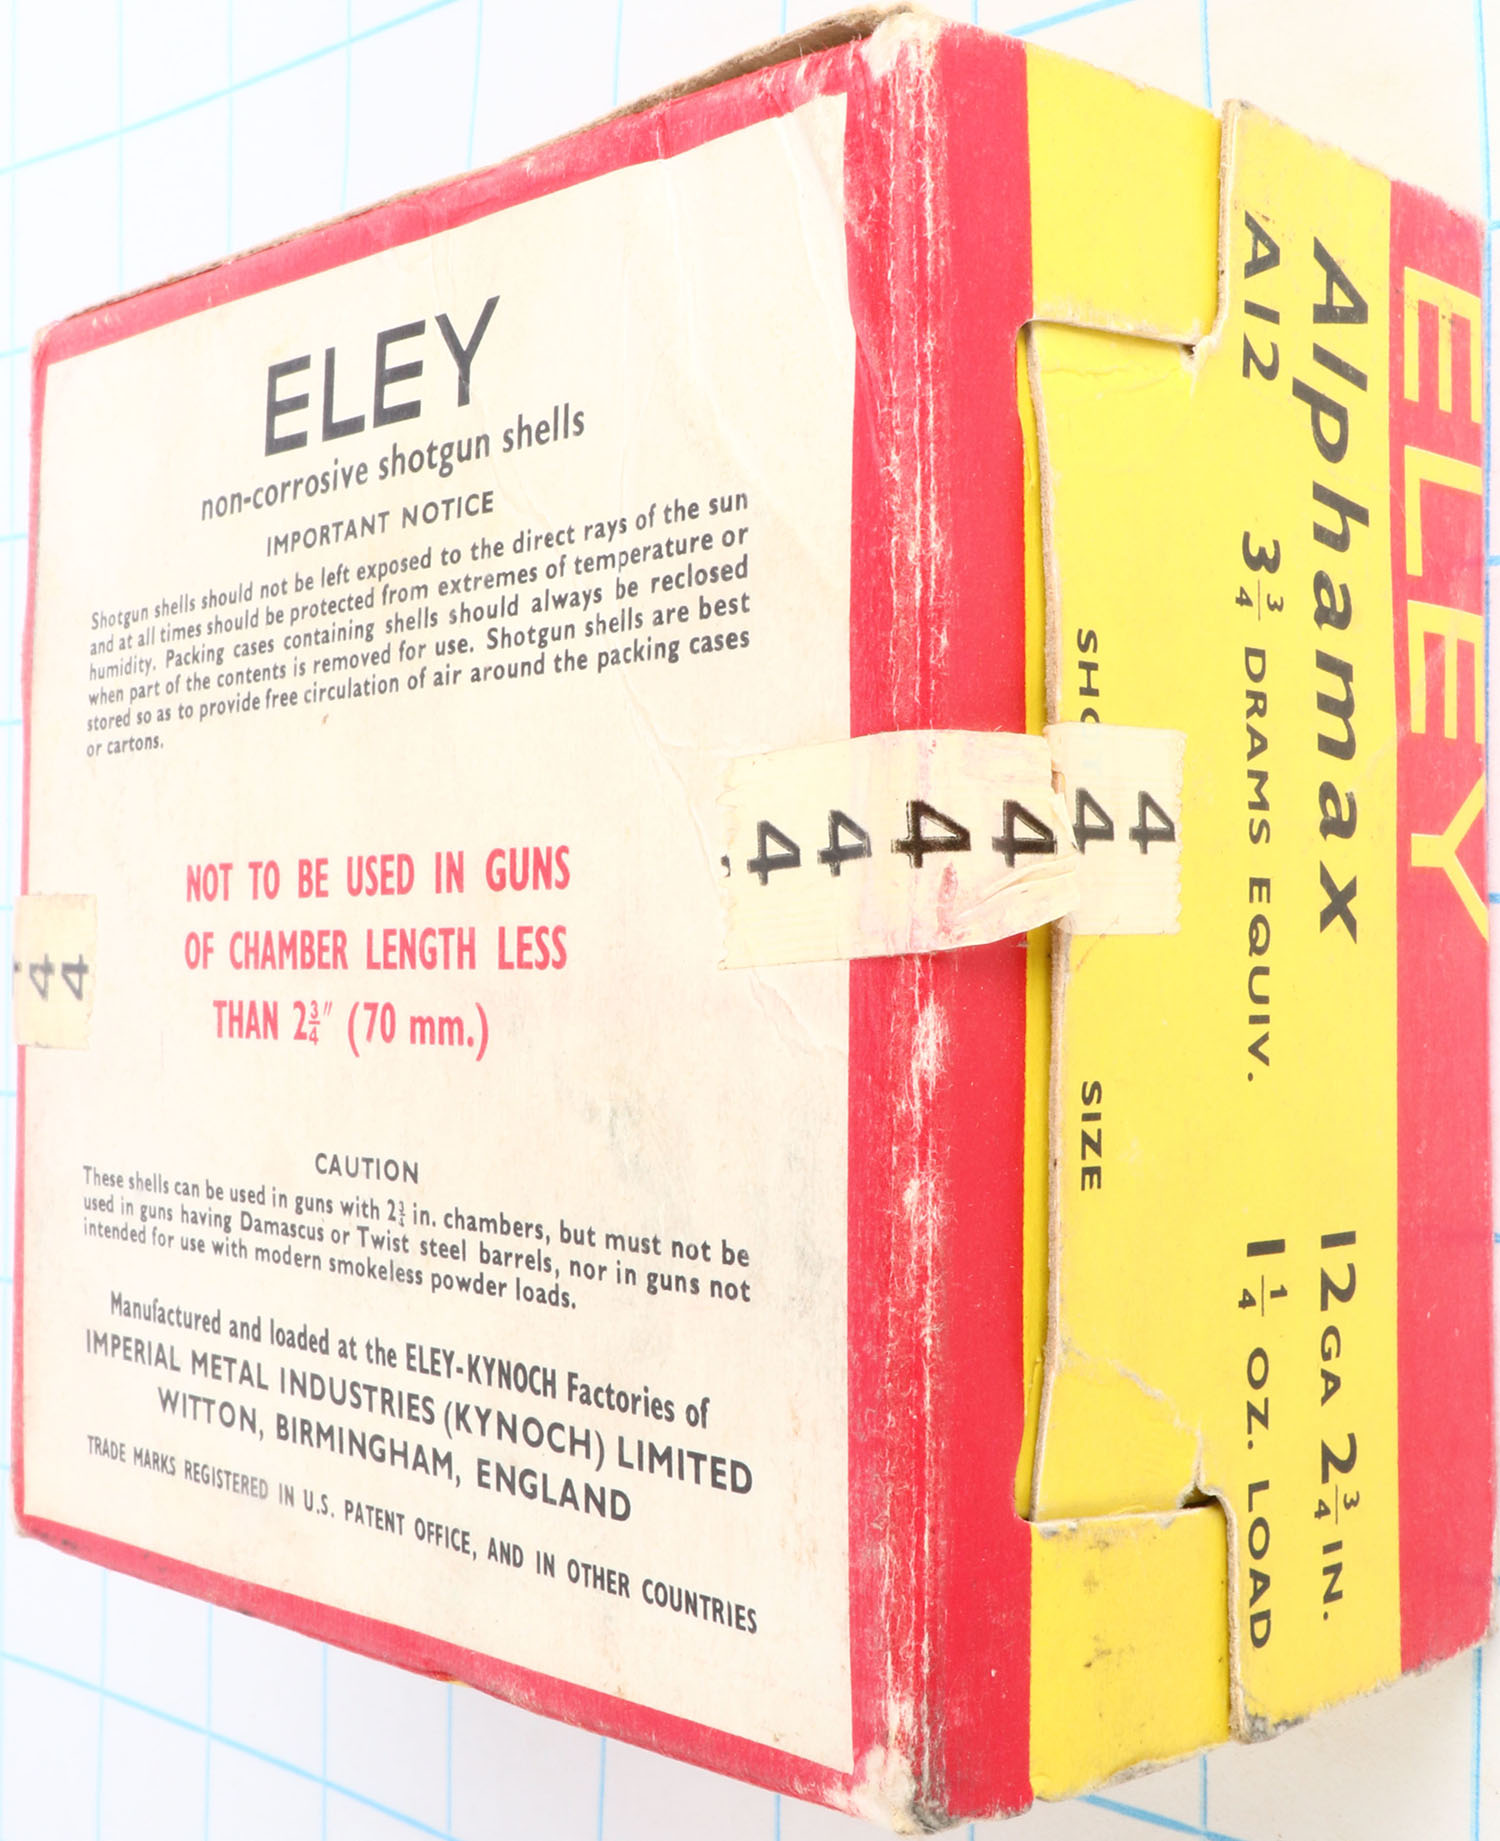 ELEY
non-corrosive shotgun shells
IMPORTANT NOTICE
Shotgun shells should not be left exposed to the direct rays of the sun
and at all times should be protected from extremes of temperature or
humidity. Packing cases containing shells should always be reclosed
when part of the contents is removed for use. Shotgun shells are best
stored so as to provide free circulation of air around the packing cases
or cartons.
NOT TO BE USED IN GUNS
OF CHAMBER LENGTH LESS
THAN 2¾" (70 mm.)
CAUTION
These shells can be used in guns with 2¾ in. chambers, but must not be
used in guns having Damascus or Twist steel barrels, nor in guns not
intended for use with modern smokeless powder loads.
Manufactured and loaded at the ELEY-KYNOCH Factories of
IMPERIAL METAL INDUSTRIES (KYNOCH) LIMITED
WITTON, BIRMINGHAM, ENGLAND
TRADE MARKS REGISTERED IN U.S. PATENT OFFICE, AND IN OTHER COUNTRIES
4 4
4 4 4 4 4 4
ELEY
Alphamax 12 GA 2¾ IN.
A12 3¾ DRAMS EQUIV. 1¼ OZ. LOAD
SIZE